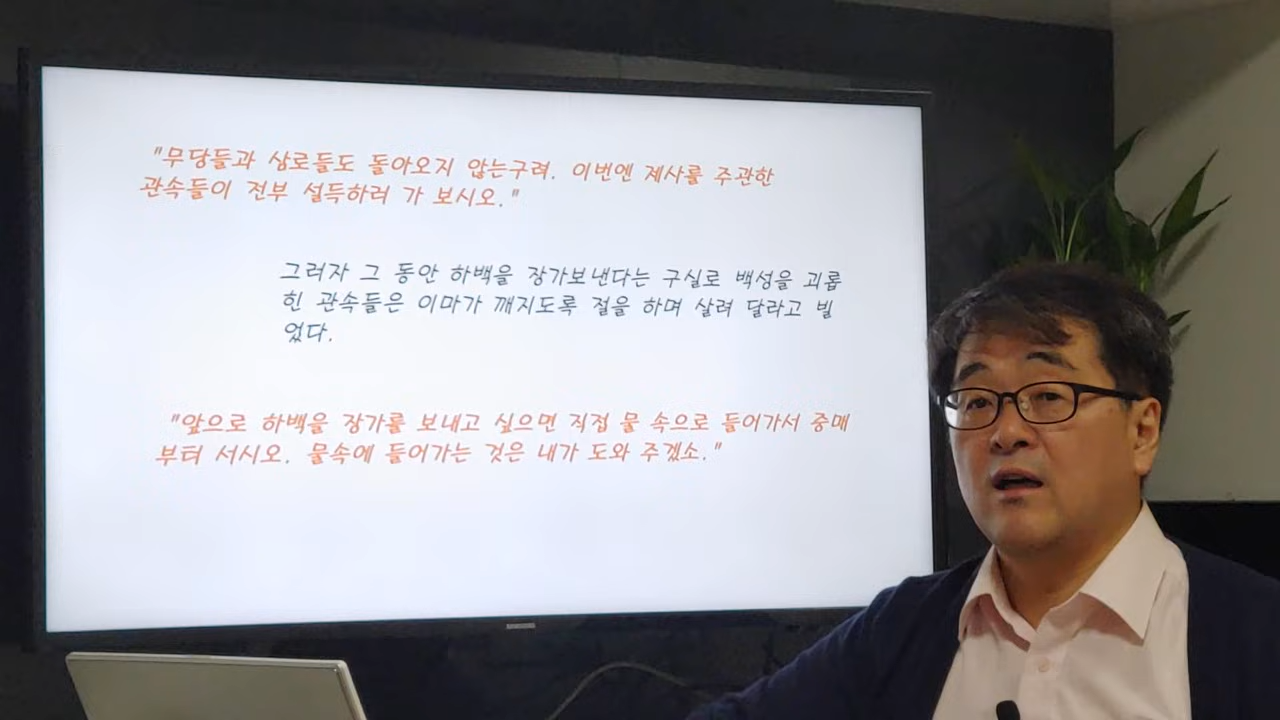 "무당들과 삼로들도 돌아오지 않는구려. 이번엔 제사를 주관한
관속들이 전부 설득하러 가 보시오."
그러자 그 동안 하백을 장가보낸다는 구실로 백성을 괴롭
힌 관속들은 이마가 깨지도록 절을 하며 살려 달라고 빌
었다.
"앞으로 하백을 장가를 보내고 싶으면 직접 물 속으로 들어가서 중매
부터 서시오. 물속에 들어가는 것은 내가 도와 주겠소."